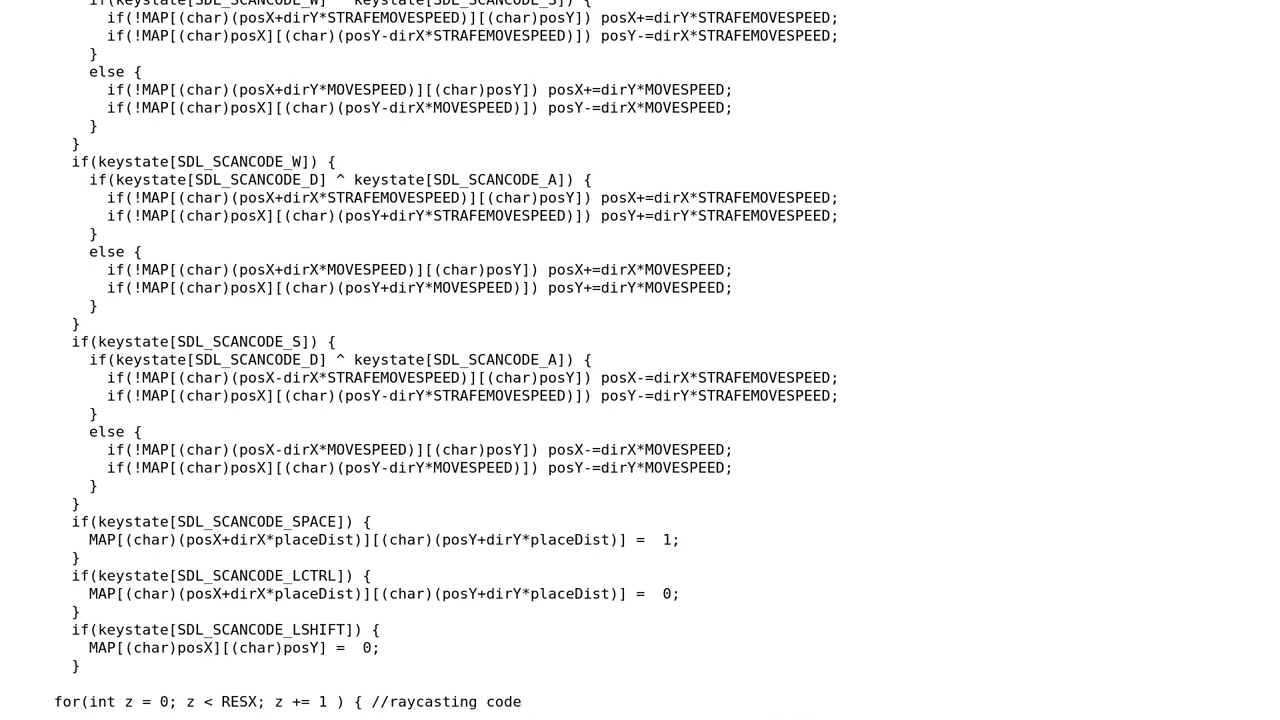 if(keystate[SDL_SCANCODE_W] ^ keystate[SDL_SCANCODE_S]) {
if(!MAP[(char)(posX+dirY*STRAFEMOVESPEED)][(char)posY]) posX+=dirY*STRAFEMOVESPEED;
if(!MAP[(char)posX][(char)(posY-dirX*STRAFEMOVESPEED)]) posY-=dirX*STRAFEMOVESPEED;
}
else {
if(!MAP[(char)(posX+dirY*MOVESPEED)][(char)posY]) posX+=dirY*MOVESPEED;
if(!MAP[(char)posX][(char)(posY-dirX*MOVESPEED)]) posY-=dirX*MOVESPEED;
}
}
if(keystate[SDL_SCANCODE_W]) {
if(keystate[SDL_SCANCODE_D] ^ keystate[SDL_SCANCODE_A]) {
if(!MAP[(char)(posX+dirX*STRAFEMOVESPEED)][(char)posY]) posX+=dirX*STRAFEMOVESPEED;
if(!MAP[(char)posX][(char)(posY+dirY*STRAFEMOVESPEED)]) posY+=dirY*STRAFEMOVESPEED;
}
else {
if(!MAP[(char)(posX+dirX*MOVESPEED)][(char)posY]) posX+=dirX*MOVESPEED;
if(!MAP[(char)posX][(char)(posY+dirY*MOVESPEED)]) posY+=dirY*MOVESPEED;
}
}
if(keystate[SDL_SCANCODE_S]) {
if(keystate[SDL_SCANCODE_D] ^ keystate[SDL_SCANCODE_A]) {
if(!MAP[(char)(posX-dirX*STRAFEMOVESPEED)][(char)posY]) posX-=dirX*STRAFEMOVESPEED;
if(!MAP[(char)posX][(char)(posY-dirY*STRAFEMOVESPEED)]) posY-=dirY*STRAFEMOVESPEED;
}
else {
if(!MAP[(char)(posX-dirX*MOVESPEED)][(char)posY]) posX-=dirX*MOVESPEED;
if(!MAP[(char)posX][(char)(posY-dirY*MOVESPEED)]) posY-=dirY*MOVESPEED;
}
}
if(keystate[SDL_SCANCODE_SPACE]) {
MAP[(char)(posX+dirX*placeDist)][(char)(posY+dirY*placeDist)] =  1;
}
if(keystate[SDL_SCANCODE_LCTRL]) {
MAP[(char)(posX+dirX*placeDist)][(char)(posY+dirY*placeDist)] =  0;
}
if(keystate[SDL_SCANCODE_LSHIFT]) {
MAP[(char)posX][(char)posY] =  0;
}
for(int z = 0; z < RESX; z += 1 ) { //raycasting code